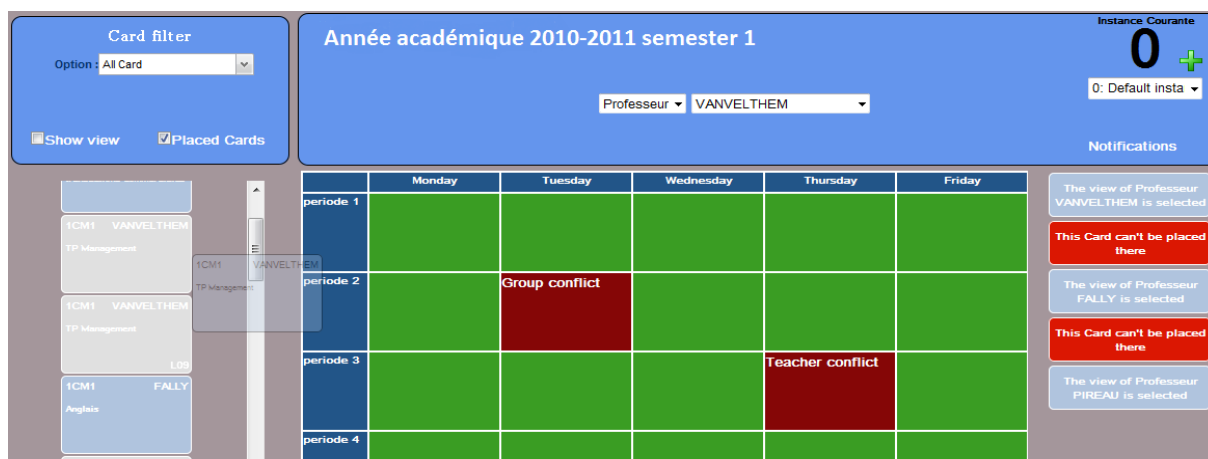 Card filter
Option : All Card
Show view Placed Cards
Année académique 2010-2011 semester 1
Professeur VANVELTHEM
Instance Courante
0
0: Default insta
Notifications
1CM1 VANVELTHEM
TP Management
1CM1 VANVELTHEM
TP Management
1CM1 VANVELTHEM
TP Management
L09
1CM1 FALLY
Anglais
Monday Tuesday Wednesday Thursday Friday
periode 1
periode 2 Group conflict
periode 3 Teacher conflict
periode 4
The view of Professeur
VANVELTHEM is selected
This Card can't be placed
there
The view of Professeur
FALLY is selected
This Card can't be placed
there
The view of Professeur
PIREAU is selected